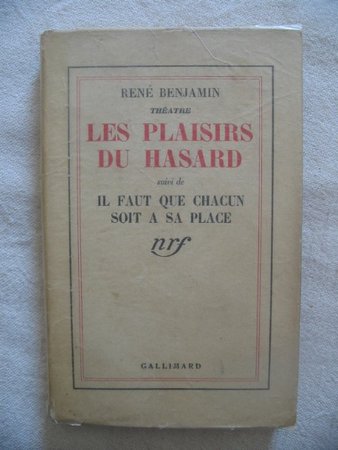 RENÉ BENJAMIN
THÉATRE
LES PLAISIRS
DU HASARD
suivi de
IL FAUT QUE CHACUN
SOIT A SA PLACE
nrf
GALLIMARD